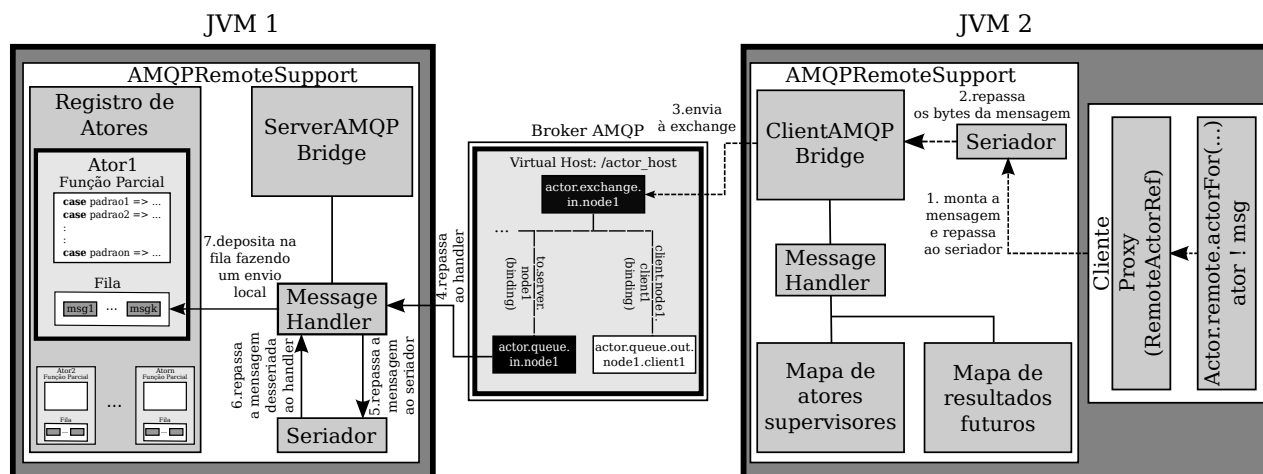 JVM 1
AMQPRemoteSupport
Registro de
Atores
Ator1
Função Parcial
case padrao1 => ...
case padrao2 => ...
:
:
case padraon => ...
Fila
msg1 ... msgk
Ator2
Função Parcial
Fila
...
...
Atorn
Função Parcial
Fila
...
ServerAMQP
Bridge
7.deposita na
fila fazendo
um envio
local
Message
Handler
6.repassa
a mensagem
desseriada
ao handler
5.repassa a
mensagem
ao seriador
Seriador
4.repassa
ao handler
Broker AMQP
Virtual Host: /actor_host
actor.exchange.
in.node1
...
to.server.
node1
(binding)
client.node1.
client1
(binding)
actor.queue.
in.node1
actor.queue.out.
node1.client1
3.envia
à exchange
JVM 2
AMQPRemoteSupport
ClientAMQP
Bridge
2.repassa
os bytes da mensagem
Seriador
1. monta a
mensagem
e repassa
ao seriador
Message
Handler
Mapa de
atores
supervisores
Mapa de
resultados
futuros
Cliente
Proxy
(RemoteActorRef)
Actor.remote.actorFor(...)
ator ! msg